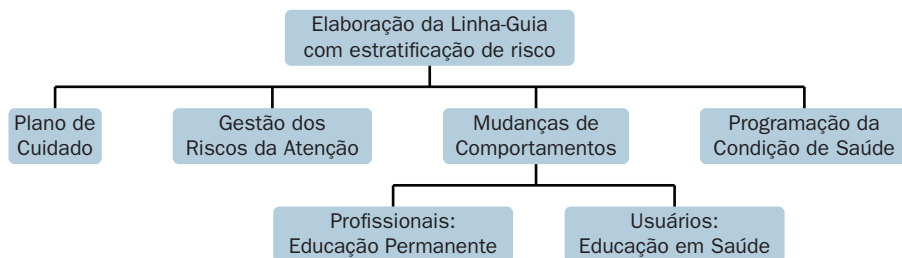 Elaboração da Linha-Guia
com estratificação de risco
Plano de
Cuidado
Gestão dos
Riscos da Atenção
Mudanças de
Comportamentos
Programação da
Condição de Saúde
Profissionais:
Educação Permanente
Usuários:
Educação em Saúde